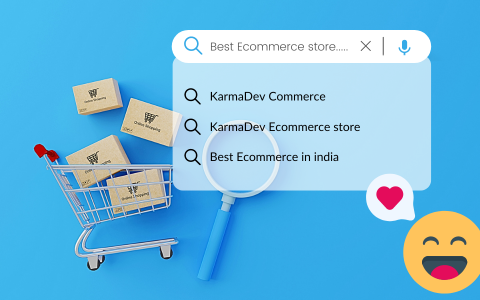 Best Ecommerce store.....
KarmaDev Commerce
KarmaDev Ecommerce store
Best Ecommerce in india
Online Shopping
Online Shopping
Online Shopping
Online Shopping